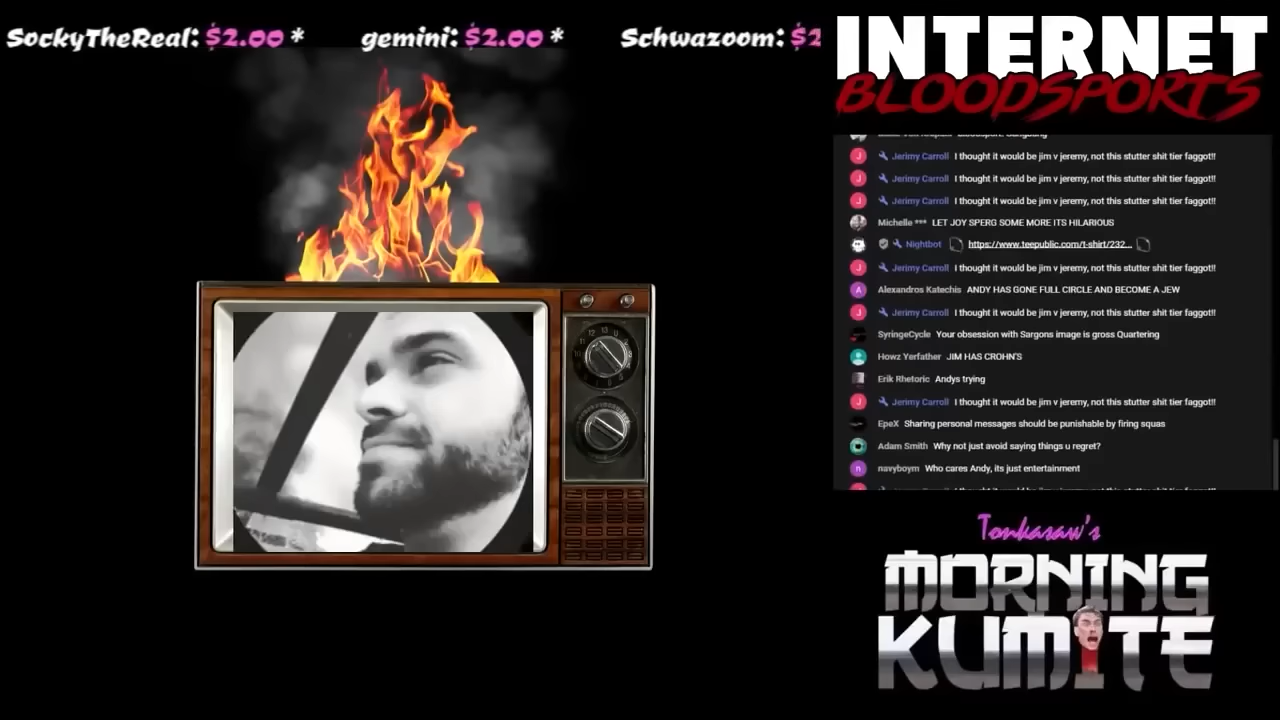 SockyTheReal: $2.00 * gemini: $2.00 * Schwazoom: $2
INTERNET
BLOODSPORTS
Jerimy Carroll I thought it would be jim v jeremy, not this stutter shit tier faggot!!
Jerimy Carroll I thought it would be jim v jeremy, not this stutter shit tier faggot!!
Jerimy Carroll I thought it would be jim v jeremy, not this stutter shit tier faggot!!
Michelle *** LET JOY SPERG SOME MORE ITS HILARIOUS
Nightbot https://www.teepublic.com/t-shirt/232...
Jerimy Carroll I thought it would be jim v jeremy, not this stutter shit tier faggot!!
Alexandros Katechis ANDY HAS GONE FULL CIRCLE AND BECOME A JEW
Jerimy Carroll I thought it would be jim v jeremy, not this stutter shit tier faggot!!
SyringeCycle Your obsession with Sargons image is gross Quartering
Howz Yerfather JIM HAS CROHN'S
Erik Rhetoric Andys trying
Jerimy Carroll I thought it would be jim v jeremy, not this stutter shit tier faggot!!
EpeX Sharing personal messages should be punishable by firing squas
Adam Smith Why not just avoid saying things u regret?
navyboym Who cares Andy, its just entertainment
Tonkasaw's
MORNING
KUMITE